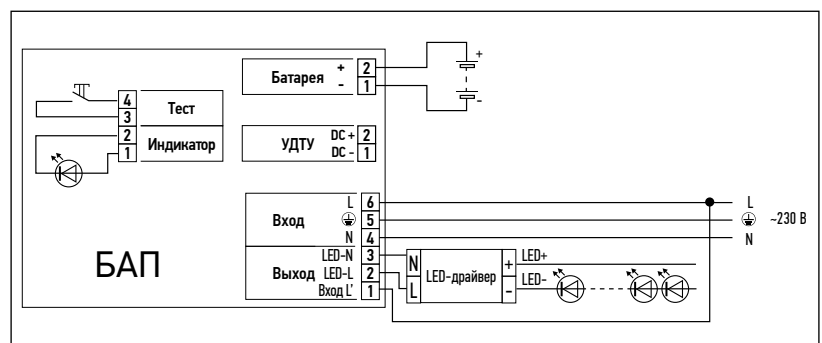 Батарея + 2
- 1
+
-
4 Тест
3
2 Индикатор
1
УДТУ DC + 2
DC - 1
Вход L 6
5
N 4
L
~230 В
N
БАП
Выход LED-N 3
LED-L 2
Вход L' 1
N LED-драйвер + LED+
L - LED-